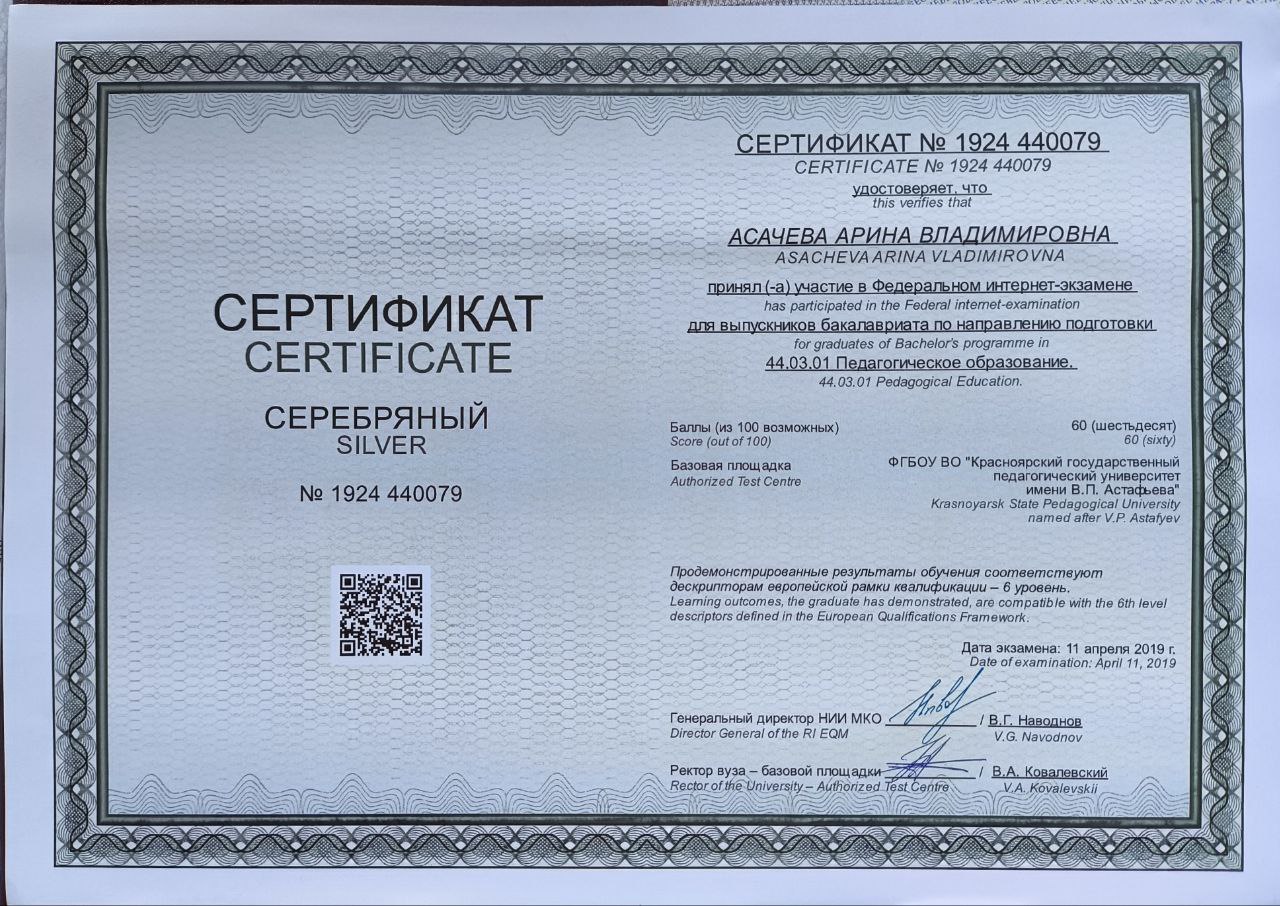 СЕРТИФИКАТ
CERTIFICATE
СЕРЕБРЯНЫЙ
SILVER
№ 1924 440079
СЕРТИФИКАТ № 1924 440079
CERTIFICATE № 1924 440079
удостоверяет, что
this verifies that
АСАЧЕВА АРИНА ВЛАДИМИРОВНА
ASACHEVA ARINA VLADIMIROVNA
принял (-а) участие в Федеральном интернет-экзамене
has participated in the Federal internet-examination
для выпускников бакалавриата по направлению подготовки
for graduates of Bachelor's programme in
44.03.01 Педагогическое образование.
44.03.01 Pedagogical Education.
Баллы (из 100 возможных) 60 (шестьдесят)
Score (out of 100) 60 (sixty)
Базовая площадка ФГБОУ ВО "Красноярский государственный
Authorized Test Centre педагогический университет
имени В.П. Астафьева"
Krasnoyarsk State Pedagogical University
named after V.P. Astafyev
Продемонстрированные результаты обучения соответствуют
дескрипторам европейской рамки квалификации – 6 уровень.
Learning outcomes, the graduate has demonstrated, are compatible with the 6th level
descriptors defined in the European Qualifications Framework.
Дата экзамена: 11 апреля 2019 г.
Date of examination: April 11, 2019
Генеральный директор НИИ МКО / В.Г. Наводнов
Director General of the RI EQM V.G. Navodnov
Ректор вуза – базовой площадки / В.А. Ковалевский
Rector of the University – Authorized Test Centre V.A. Kovalevskii